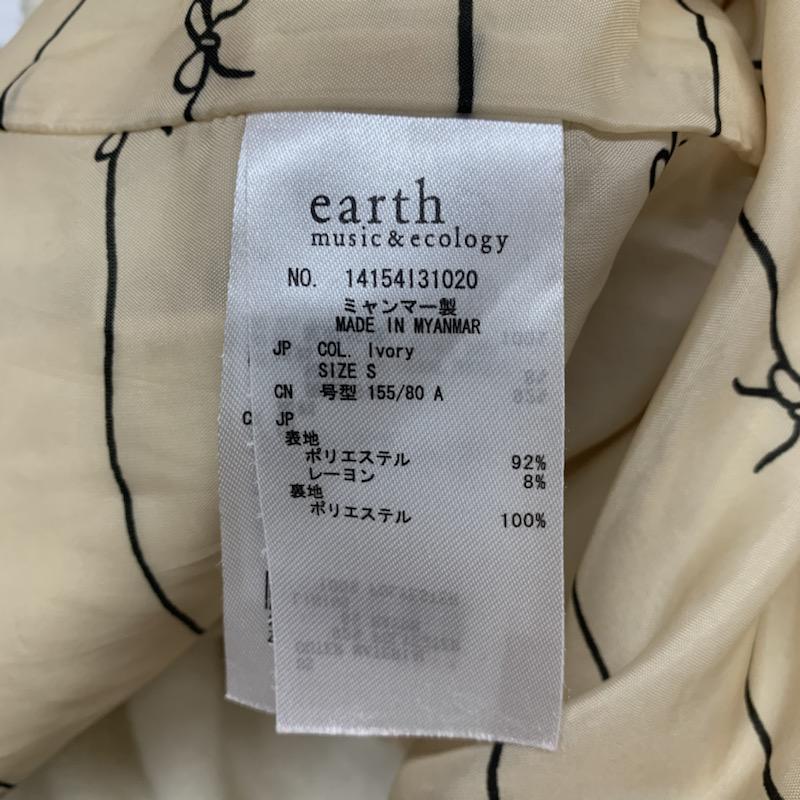 earth
music&ecology
NO. 14154I31020
ミャンマー製
MADE IN MYANMAR
JP COL. Ivory
SIZE S
CN 号型 155/80 A
C JP
表地
ポリエステル 92%
レーヨン 8%
裏地
ポリエステル 100%